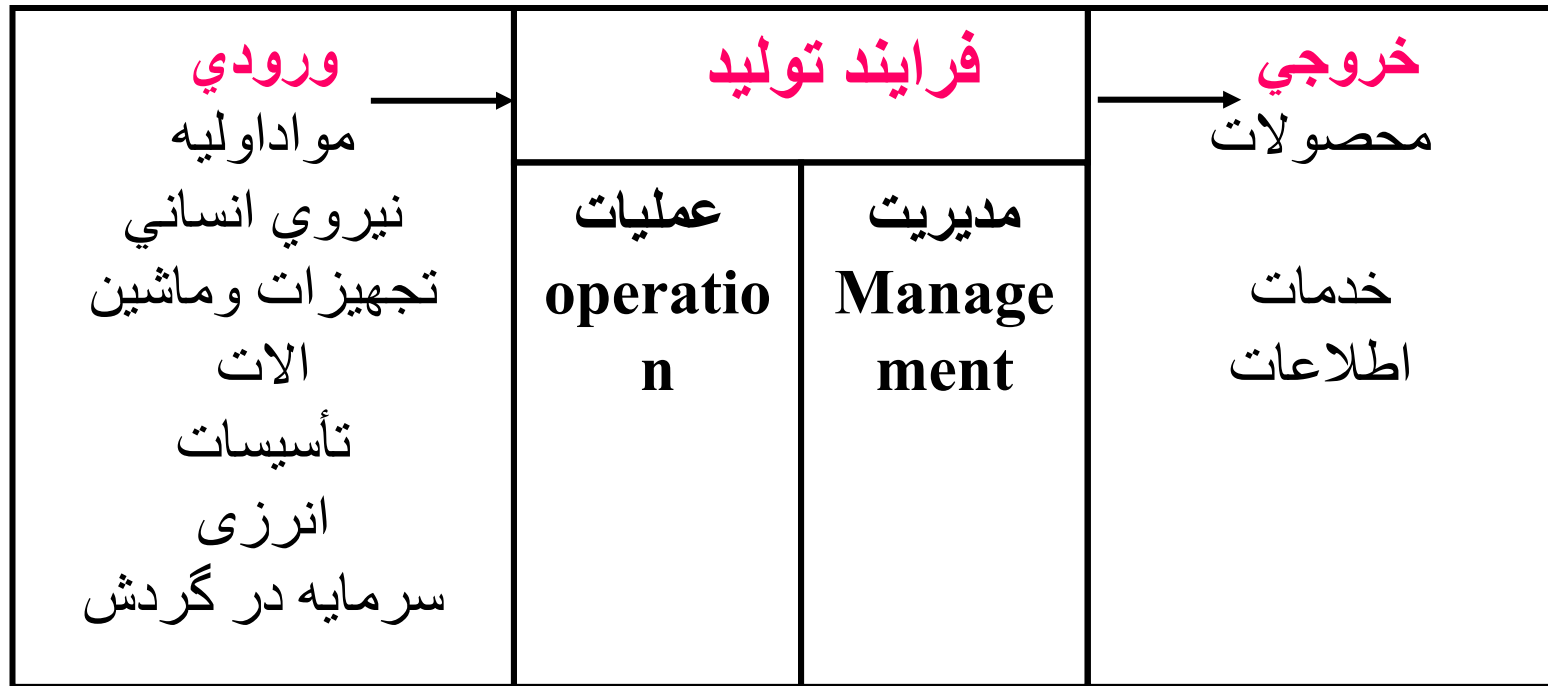 ورودي
مواداوليه
نيروي انساني
تجهيزات وماشين
الات
تأسيسات
انرزی
سرمايه در گردش
فرايند توليد
عمليات
operatio
n
مديريت
Manage
ment
خروجي
محصولات
خدمات
اطلاعات